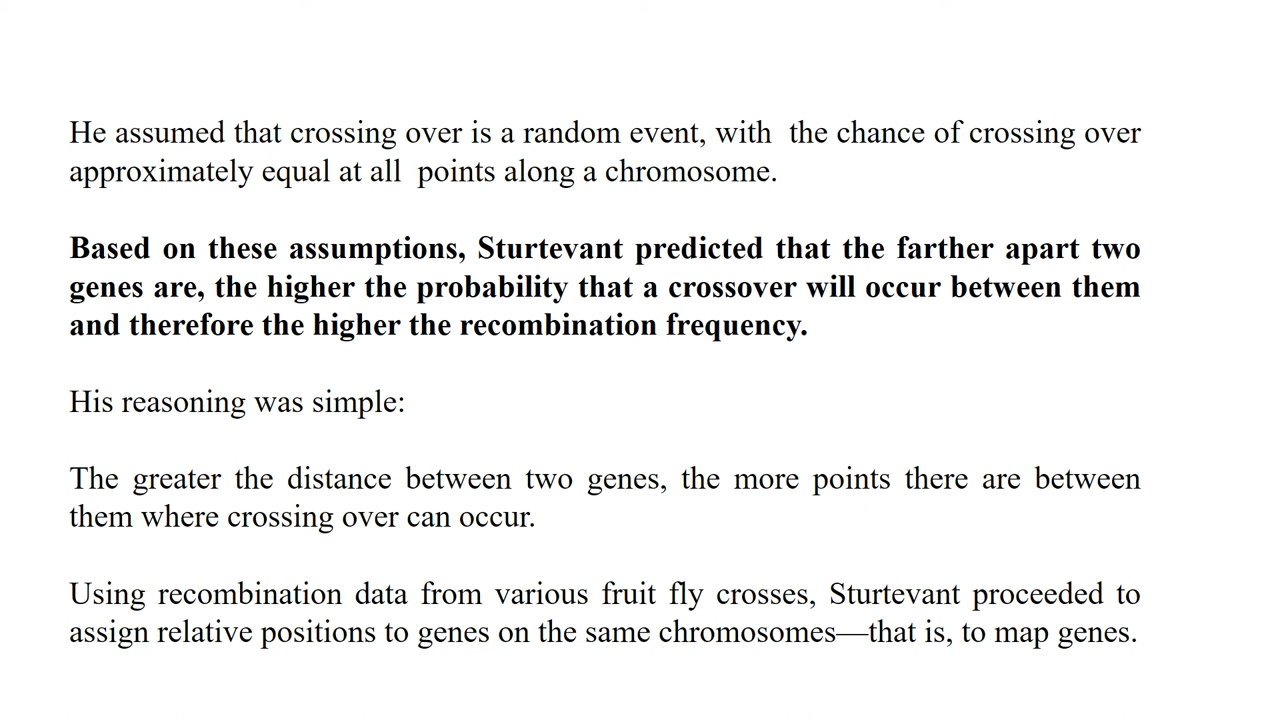 He assumed that crossing over is a random event, with the chance of crossing over
approximately equal at all points along a chromosome.
Based on these assumptions, Sturtevant predicted that the farther apart two
genes are, the higher the probability that a crossover will occur between them
and therefore the higher the recombination frequency.
His reasoning was simple:
The greater the distance between two genes, the more points there are between
them where crossing over can occur.
Using recombination data from various fruit fly crosses, Sturtevant proceeded to
assign relative positions to genes on the same chromosomes—that is, to map genes.